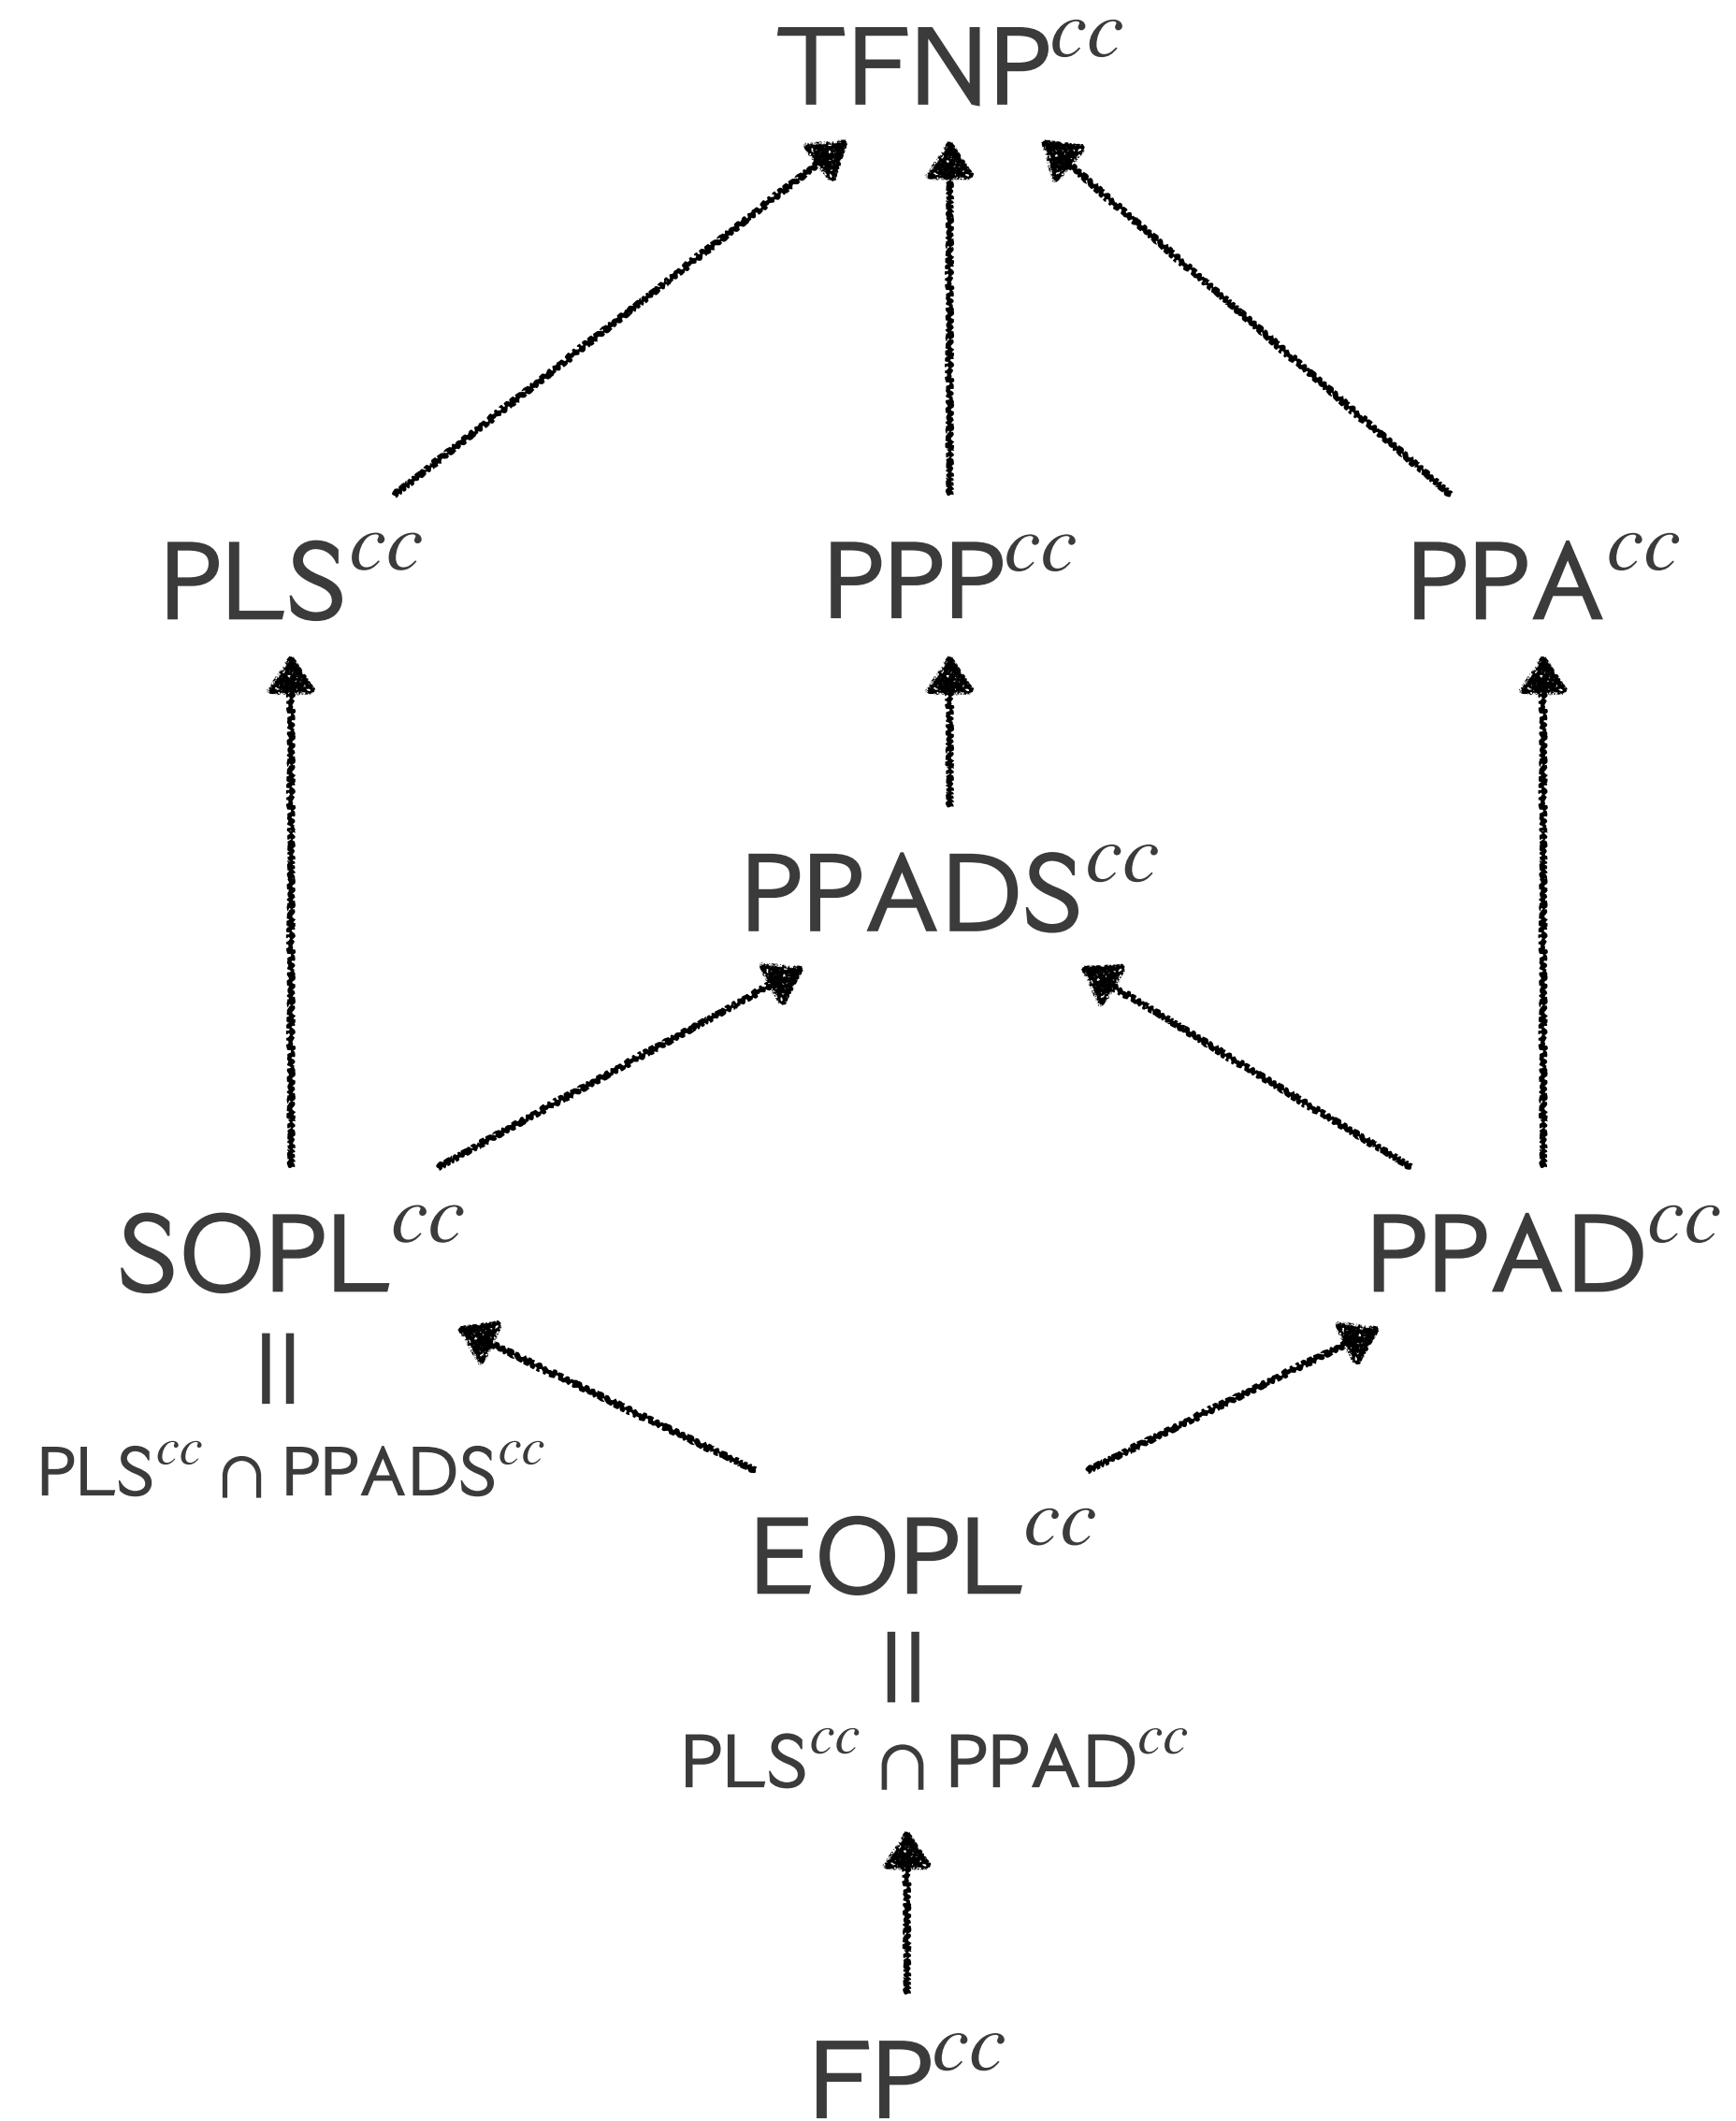 TFNP^cc
PLS^cc PPP^cc PPA^cc
PPADS^cc
SOPL^cc PPAD^cc
||
PLS^cc ∩ PPADS^cc
EOPL^cc
||
PLS^cc ∩ PPAD^cc
FP^cc